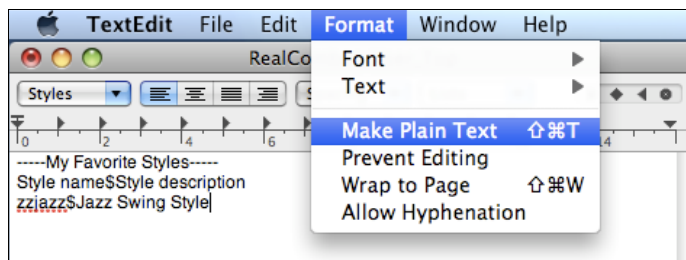 TextEdit File Edit Format Window Help
RealCo
Font
Text
Styles
Make Plain Text ⇧⌘T
0 2 4 6 14
Prevent Editing
-----My Favorite Styles-----
Wrap to Page ⇧⌘W
Style name$Style description
Allow Hyphenation
zzjazz$Jazz Swing Style